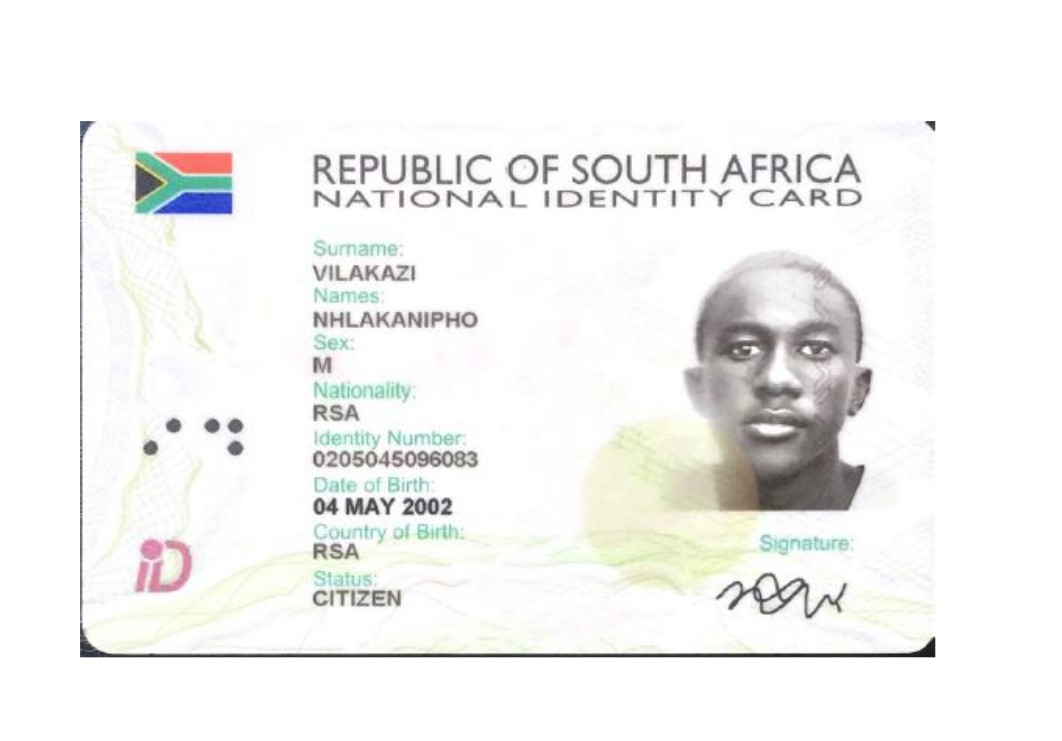 REPUBLIC OF SOUTH AFRICA
NATIONAL IDENTITY CARD
Surname:
VILAKAZI
Names:
NHLAKANIPHO
Sex:
M
Nationality:
RSA
Identity Number:
0205045096083
Date of Birth:
04 MAY 2002
Country of Birth:
RSA
Status:
CITIZEN
Signature:
iD